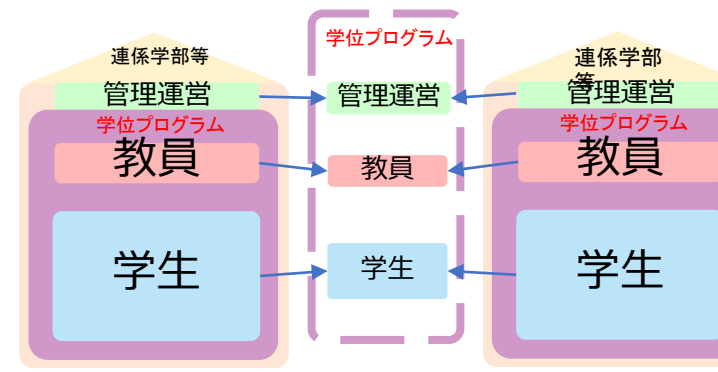 連係学部等
管理運営
学位プログラム
教員
学生
学位プログラム
管理運営
教員
学生
連係学部
等
管理運営
学位プログラム
教員
学生